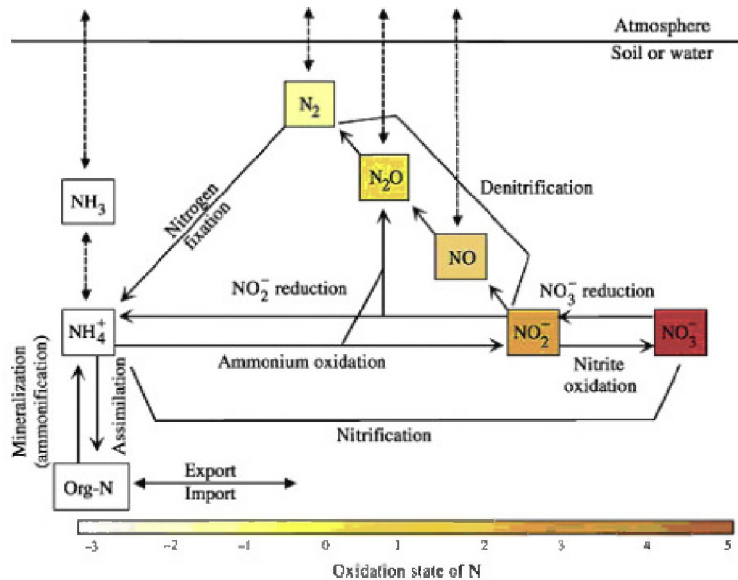 Atmosphere
Soil or water
N₂
N₂O
Denitrification
NH₃
Nitrogen
fixation
NO
NO₂⁻ reduction
NO₃⁻ reduction
NH₄⁺
NO₂⁻
NO₃⁻
Ammonium oxidation
Nitrite
oxidation
Mineralization
(ammonification)
Assimilation
Nitrification
Org-N
Export
Import
−3 −2 −1 0 1 2 3 4 5
Oxidation state of N